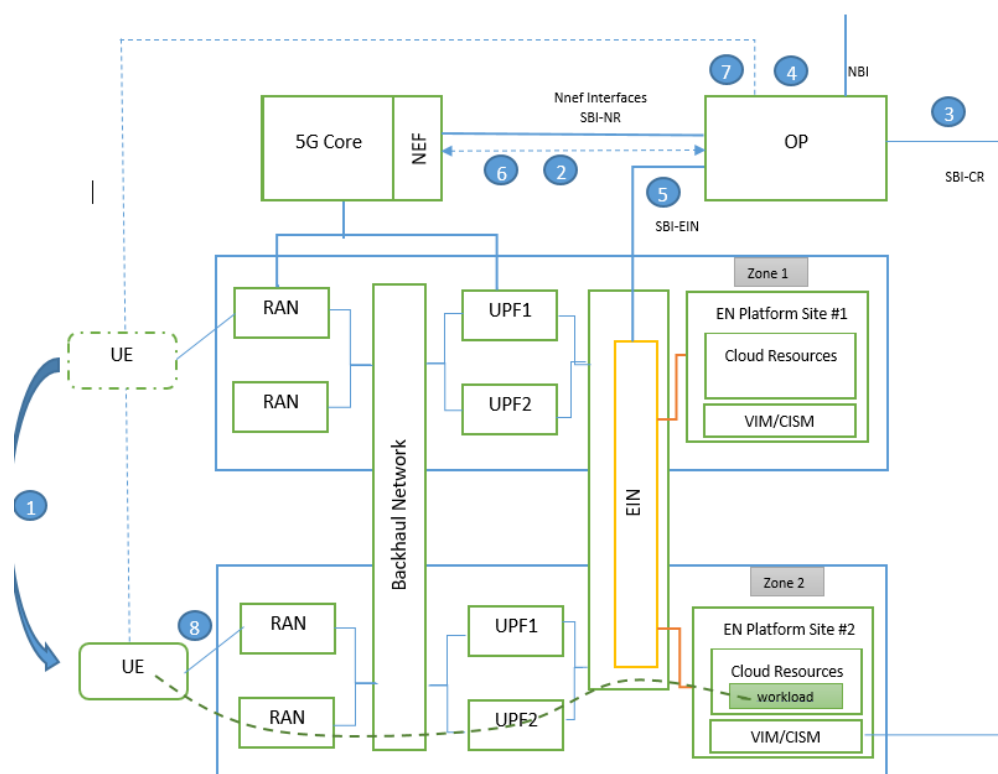 7
4
NBI
Nnef Interfaces
SBI-NR
3
5G Core
NEF
OP
6
2
5
SBI-CR
SBI-EIN
Zone 1
RAN
UPF1
EN Platform Site #1
UE
Cloud Resources
RAN
UPF2
VIM/CISM
1
Backhaul Network
EIN
Zone 2
8
RAN
UPF1
EN Platform Site #2
UE
Cloud Resources
workload
RAN
UPF2
VIM/CISM